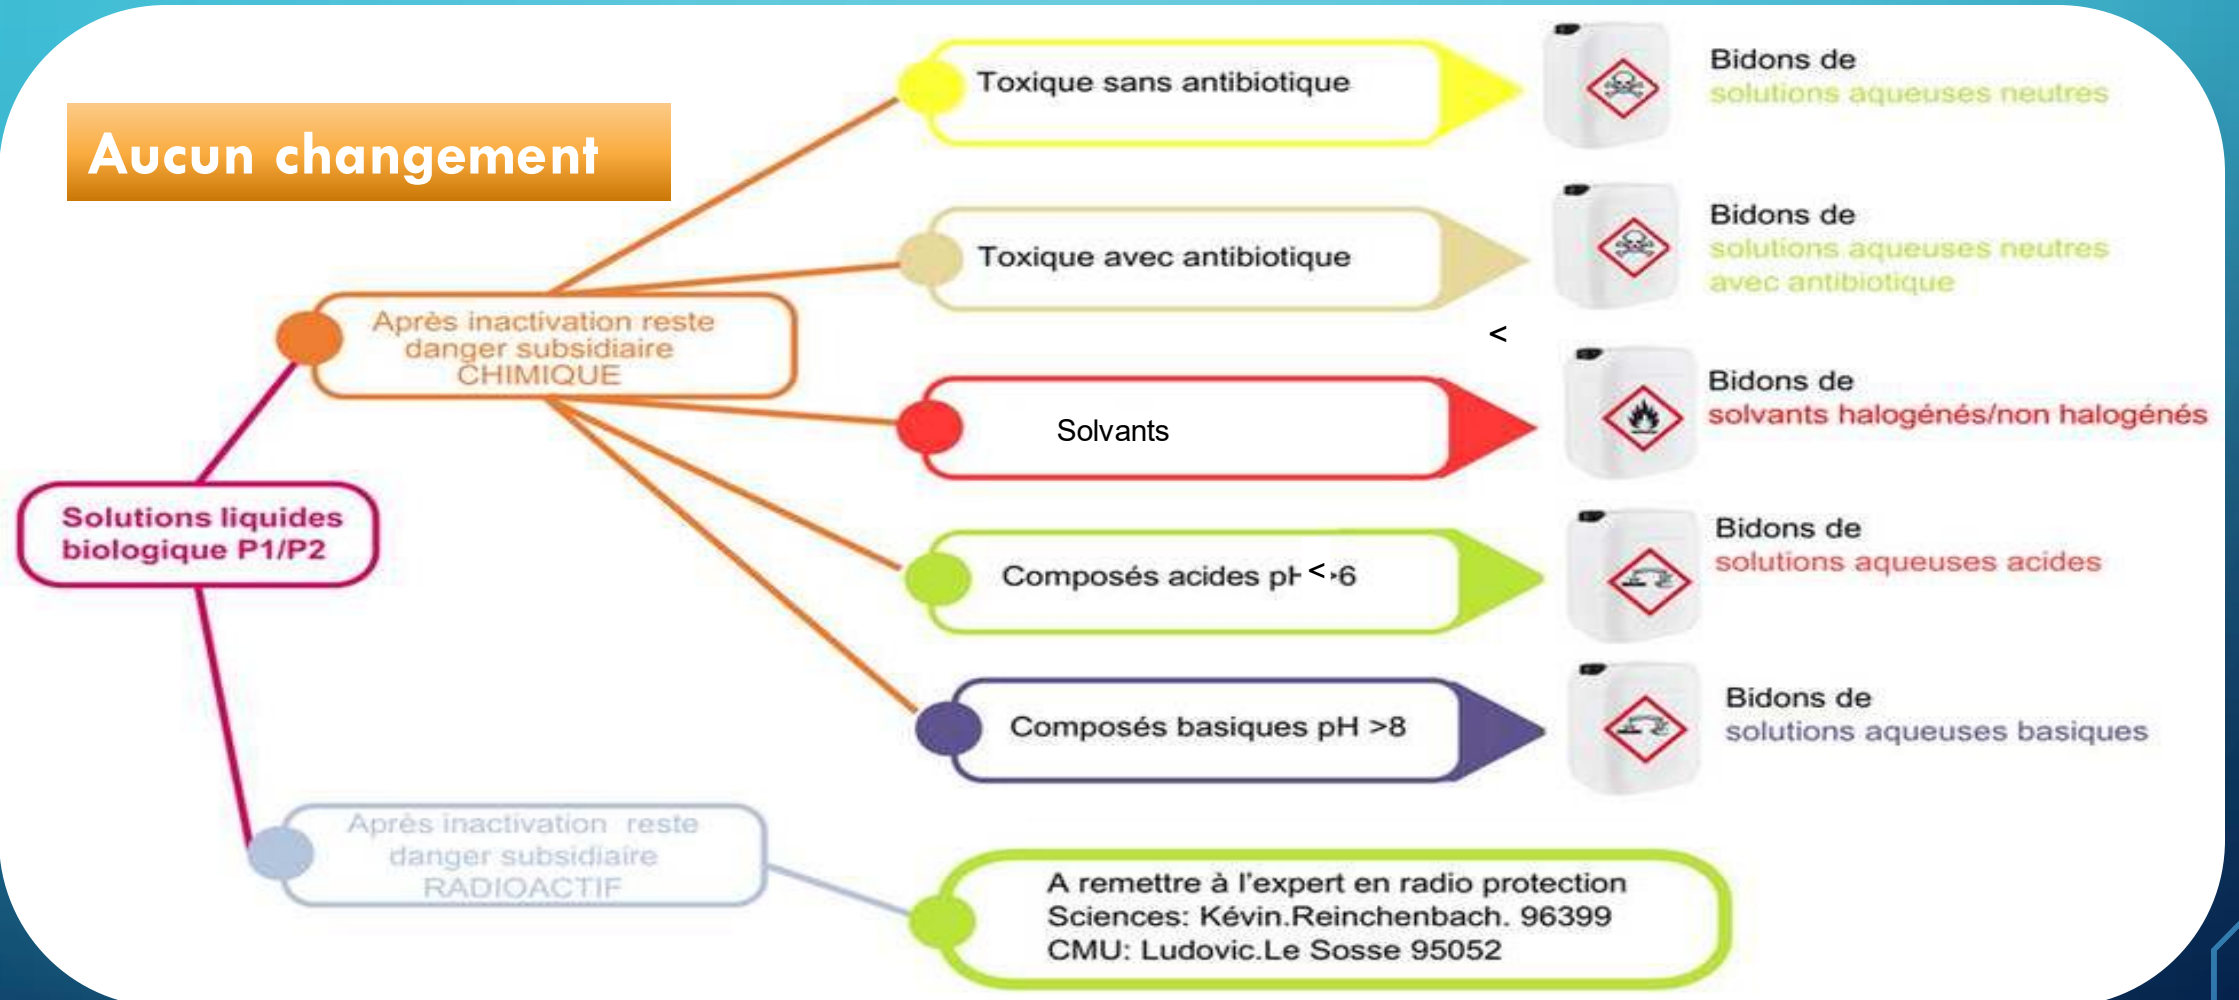 Aucun changement
Toxique sans antibiotique
Bidons de
solutions aqueuses neutres
Toxique avec antibiotique
Bidons de
solutions aqueuses neutres
avec antibiotique
<
Après inactivation reste
danger subsidiaire
CHIMIQUE
Solvants
Bidons de
solvants halogénés/non halogénés
Solutions liquides
biologique P1/P2
Composés acides pH <6
Bidons de
solutions aqueuses acides
Composés basiques pH >8
Bidons de
solutions aqueuses basiques
Après inactivation reste
danger subsidiaire
RADIOACTIF
A remettre à l'expert en radio protection
Sciences: Kévin.Reinchenbach. 96399
CMU: Ludovic.Le Sosse 95052